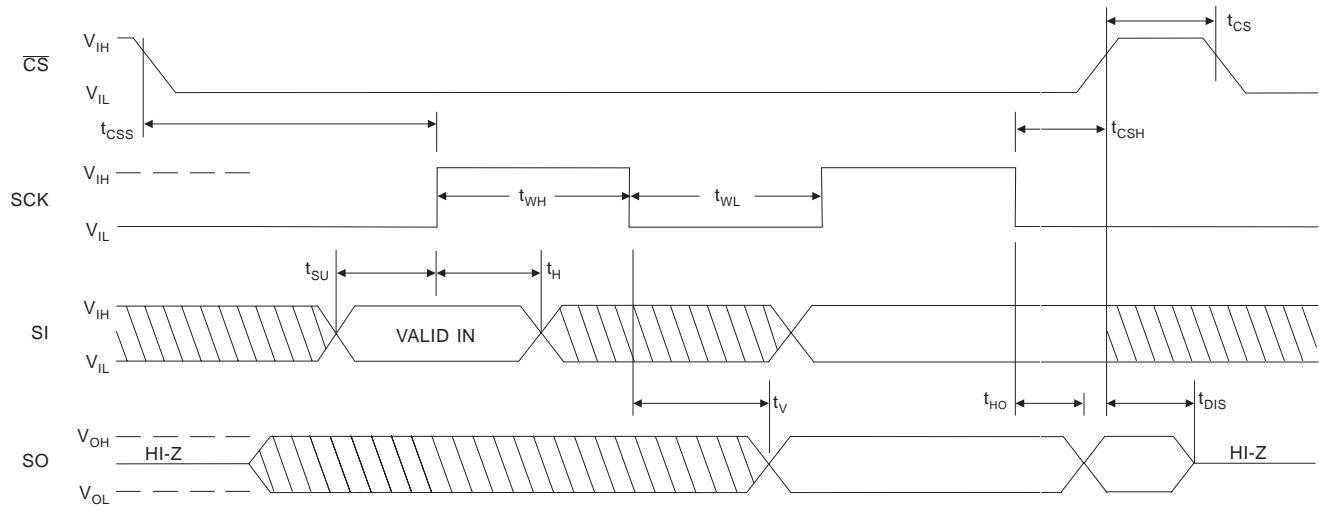 t_CS
V_IH
C̅S̅
V_IL
t_CSS
t_CSH
V_IH
SCK
t_WH
t_WL
V_IL
t_SU
t_H
V_IH
SI
VALID IN
V_IL
t_V
t_HO
t_DIS
V_OH
SO
HI-Z
HI-Z
V_OL